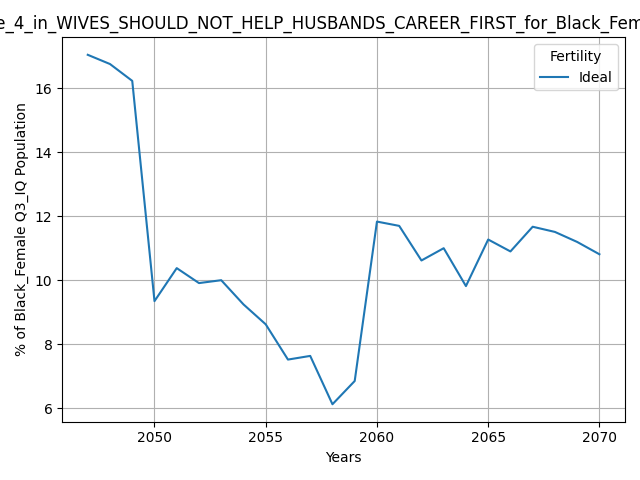 e_4_in_WIVES_SHOULD_NOT_HELP_HUSBANDS_CAREER_FIRST_for_Black_Fem
Fertility
Ideal
% of Black_Female Q3_IQ Population
16
14
12
10
8
6
2050
2055
2060
2065
2070
Years